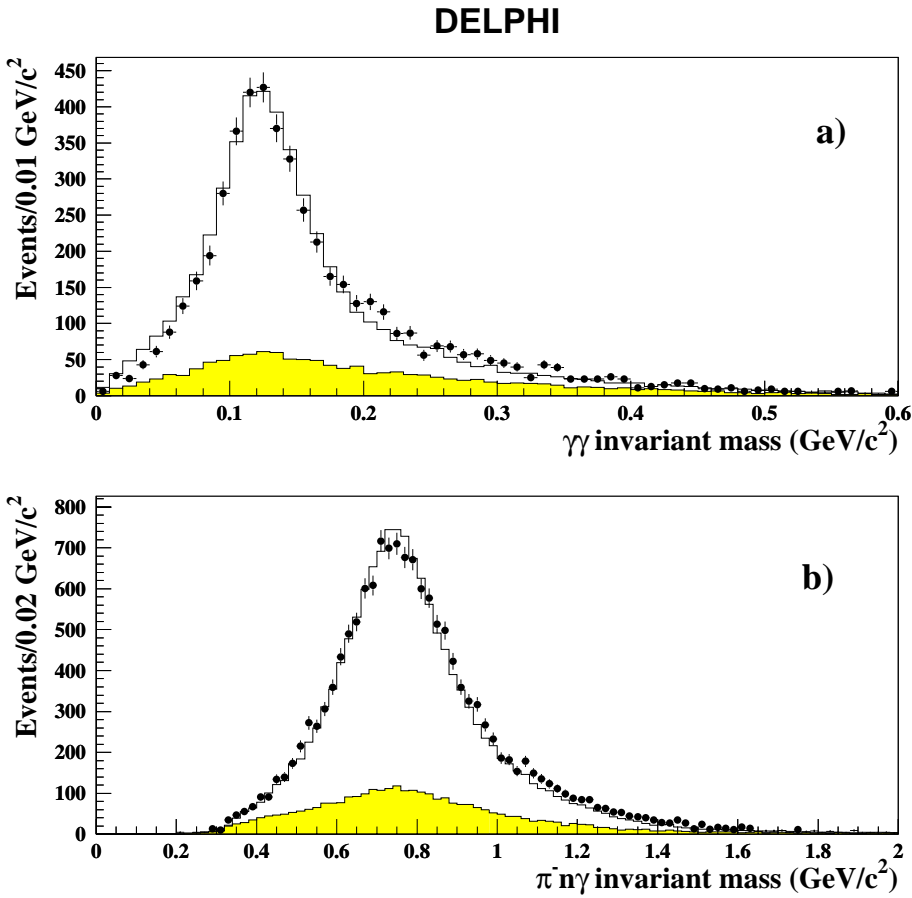 DELPHI
Events/0.01 GeV/c²
450
400
350
300
250
200
150
100
50
0
a)
0 0.1 0.2 0.3 0.4 0.5 0.6
γγ invariant mass (GeV/c²)
Events/0.02 GeV/c²
800
700
600
500
400
300
200
100
0
b)
0 0.2 0.4 0.6 0.8 1 1.2 1.4 1.6 1.8 2
π⁻nγ invariant mass (GeV/c²)